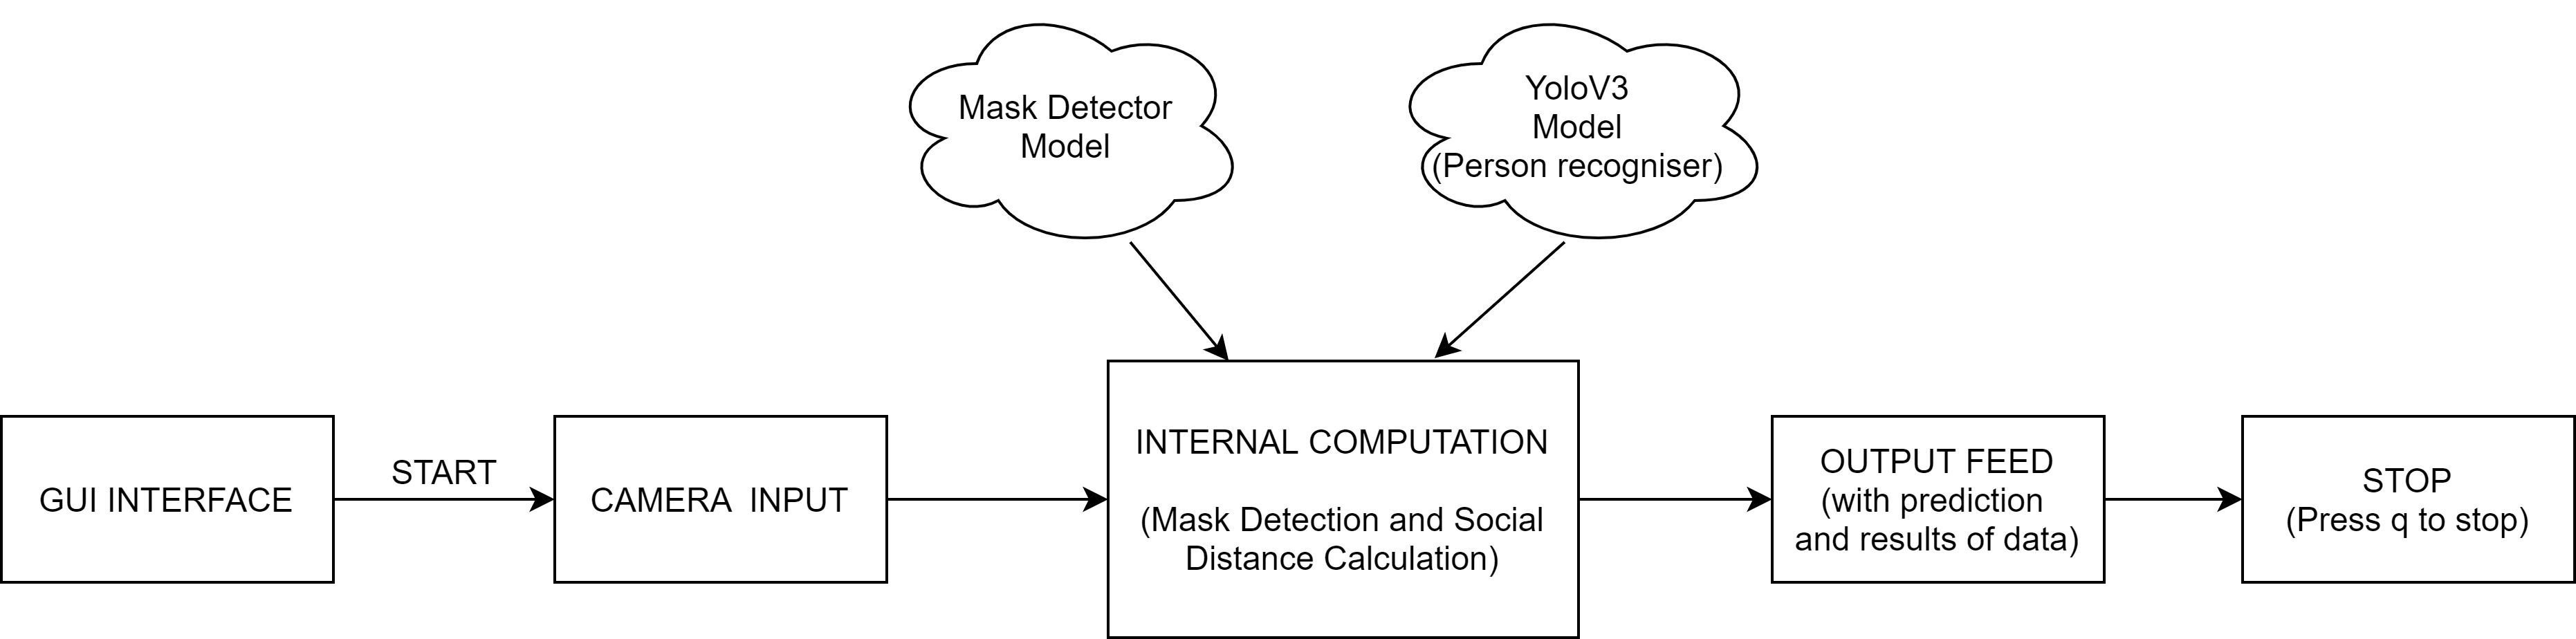 Mask Detector
Model
YoloV3
Model
(Person recogniser)
GUI INTERFACE
START
CAMERA  INPUT
INTERNAL COMPUTATION
(Mask Detection and Social
Distance Calculation)
OUTPUT FEED
(with prediction
and results of data)
STOP
(Press q to stop)